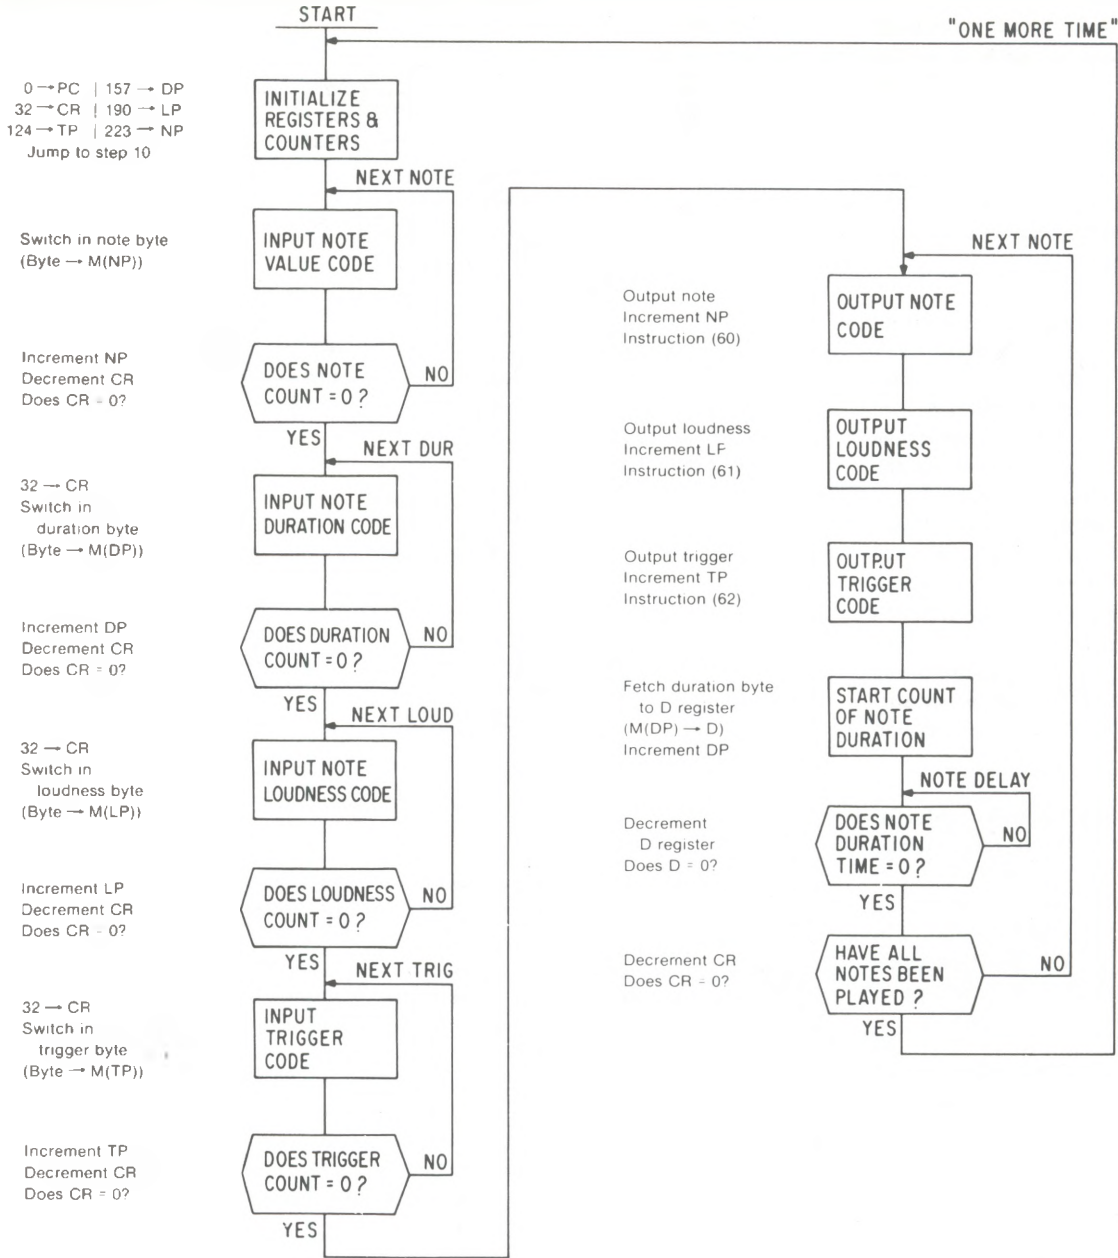 START
"ONE MORE TIME"
0 → PC | 157 → DP
32 → CR | 190 → LP
124 → TP | 223 → NP
Jump to step 10
INITIALIZE
REGISTERS &
COUNTERS
NEXT NOTE
Switch in note byte
(Byte → M(NP))
INPUT NOTE
VALUE CODE
Increment NP
Decrement CR
Does CR = 0?
DOES NOTE
COUNT = 0 ?
NO
YES
NEXT DUR
32 → CR
Switch in
duration byte
(Byte → M(DP))
INPUT NOTE
DURATION CODE
Increment DP
Decrement CR
Does CR = 0?
DOES DURATION
COUNT = 0 ?
NO
YES
NEXT LOUD
32 → CR
Switch in
loudness byte
(Byte → M(LP))
INPUT NOTE
LOUDNESS CODE
Increment LP
Decrement CR
Does CR = 0?
DOES LOUDNESS
COUNT = 0 ?
NO
YES
NEXT TRIG
32 → CR
Switch in
trigger byte
(Byte → M(TP))
INPUT
TRIGGER
CODE
Increment TP
Decrement CR
Does CR = 0?
DOES TRIGGER
COUNT = 0 ?
NO
YES
NEXT NOTE
Output note
Increment NP
Instruction (60)
OUTPUT NOTE
CODE
Output loudness
Increment LP
Instruction (61)
OUTPUT
LOUDNESS
CODE
Output trigger
Increment TP
Instruction (62)
OUTPUT
TRIGGER
CODE
Fetch duration byte
to D register
(M(DP) → D)
Increment DP
START COUNT
OF NOTE
DURATION
NOTE DELAY
Decrement
D register
Does D = 0?
DOES NOTE
DURATION
TIME = 0 ?
NO
YES
Decrement CR
Does CR = 0?
HAVE ALL
NOTES BEEN
PLAYED ?
NO
YES